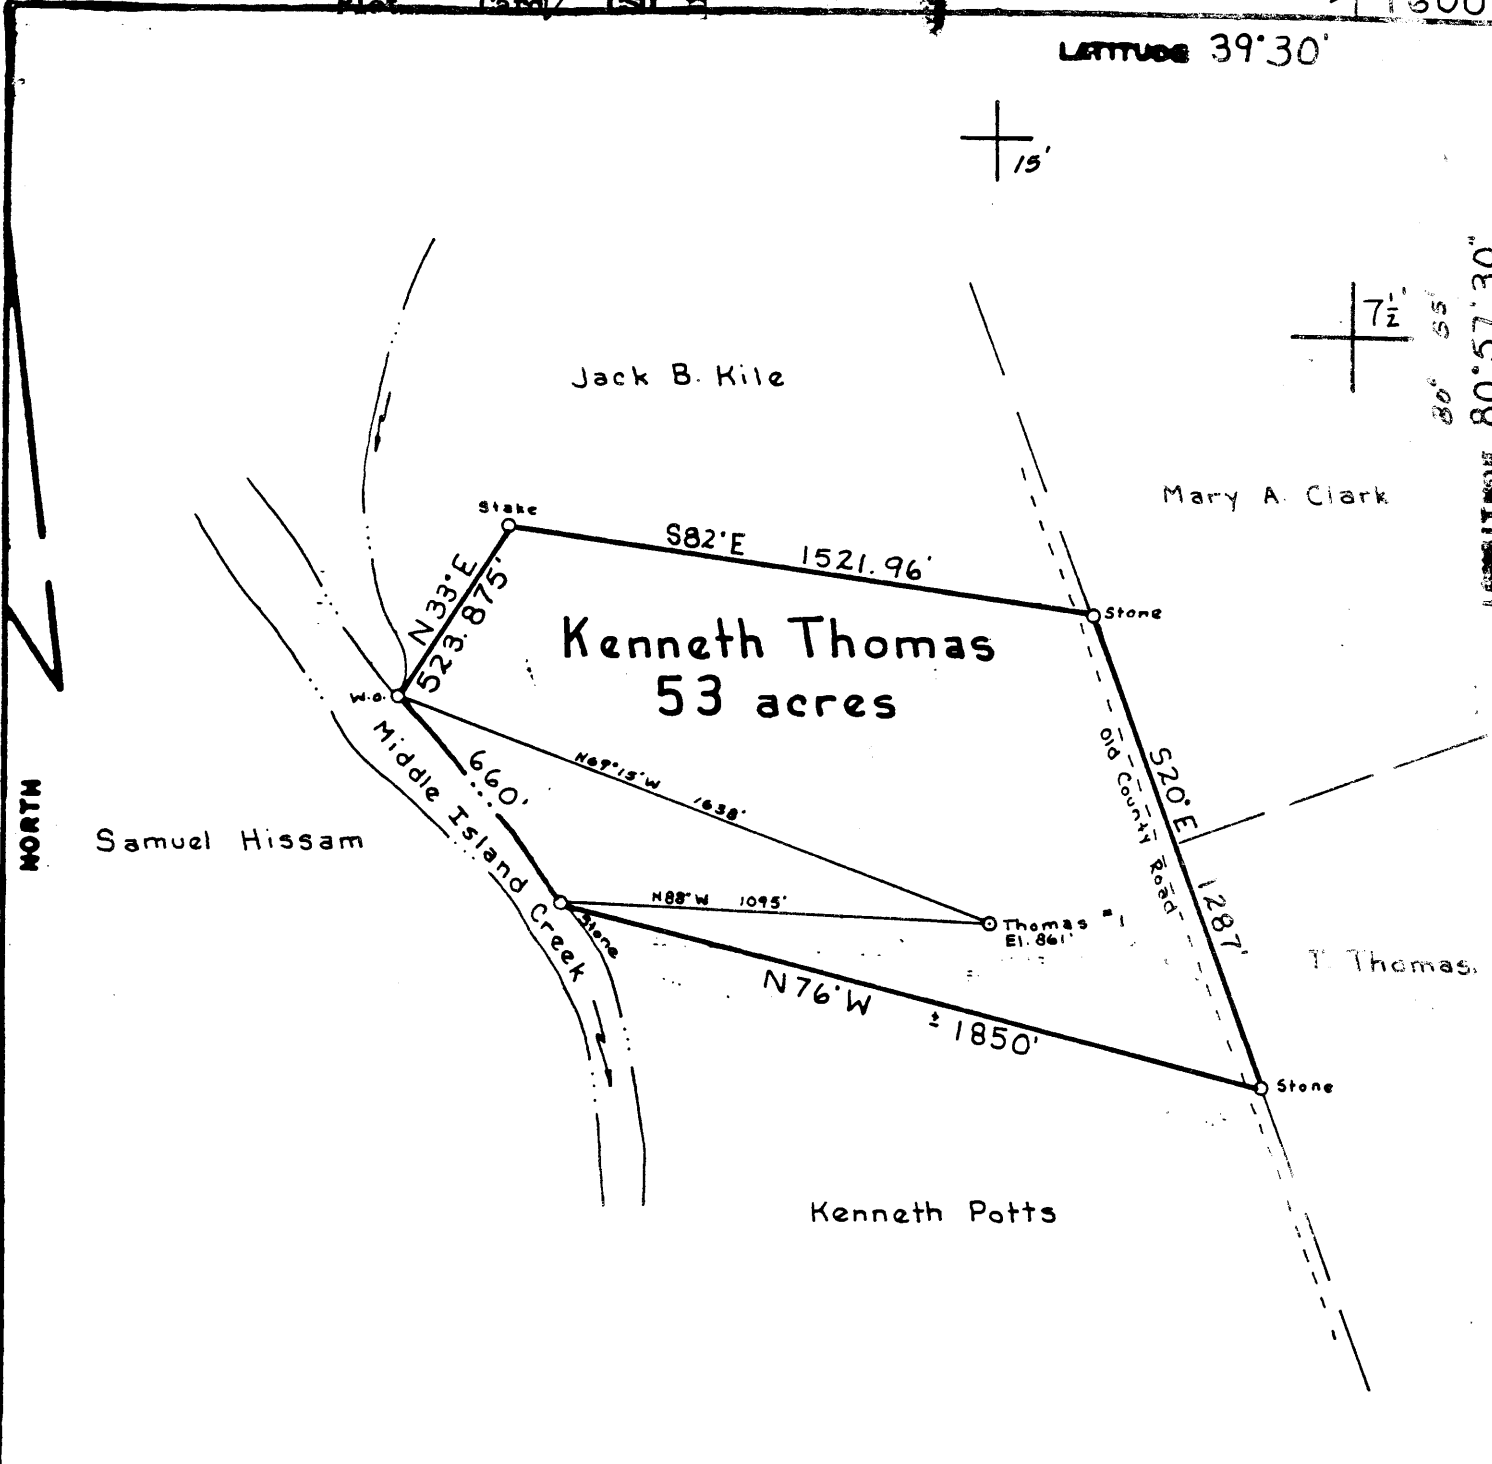 LATITUDE 39°30'
15'
7½'
80° 55'
80°57'30"
Jack B. Kile
Mary A. Clark
Stake
S82°E 1521.96'
N33°E
523.875'
Stone
Kenneth Thomas
53 acres
W.O.
Middle Island Creek
660'
N69°15'W 1638'
Old County Road
S20°E 1287'
NORTH
Samuel Hissam
N88°W 1095'
Stone
Thomas #1
El. 861'
T. Thomas
N76°W ± 1850'
Stone
Kenneth Potts